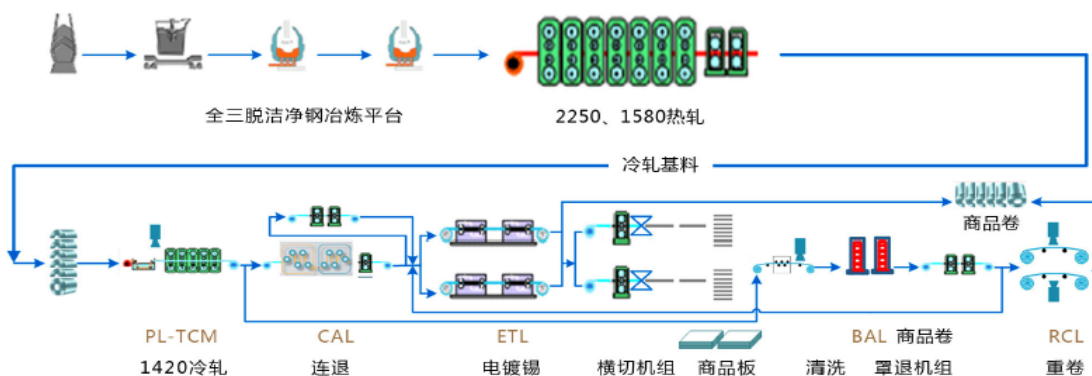 全三脱洁净钢冶炼平台
2250、1580热轧
冷轧基料
商品卷
PL-TCM
CAL
ETL
BAL 商品卷
RCL
1420冷轧
连退
电镀锡
横切机组
商品板
清洗
罩退机组
重卷